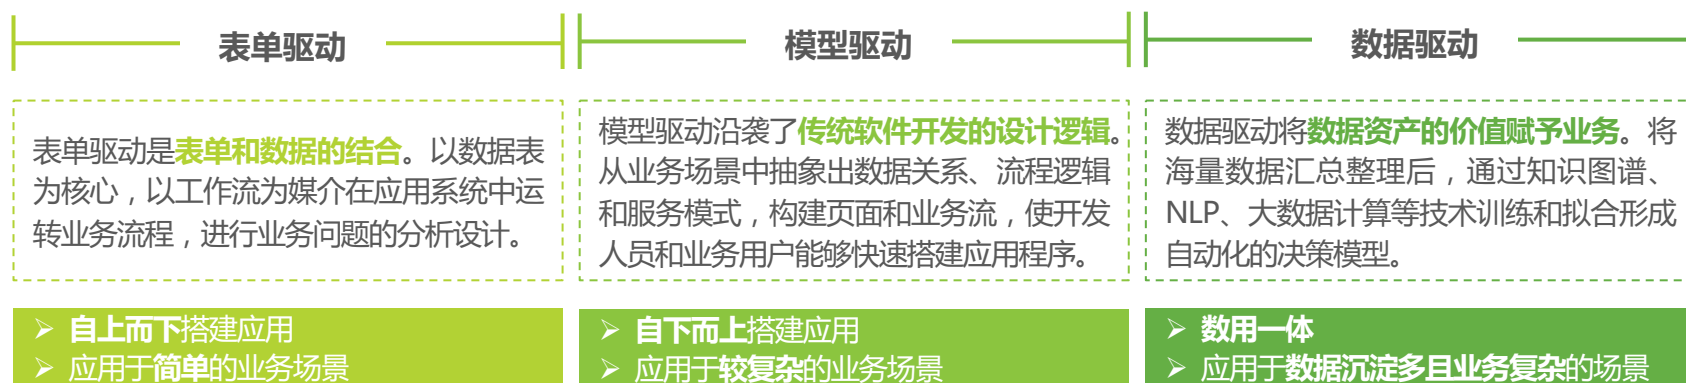 表单驱动
表单驱动是表单和数据的结合。以数据表
为核心，以工作流为媒介在应用系统中运
转业务流程，进行业务问题的分析设计。
➢ 自上而下搭建应用
➢ 应用于简单的业务场景
模型驱动
模型驱动沿袭了传统软件开发的设计逻辑。
从业务场景中抽象出数据关系、流程逻辑
和服务模式，构建页面和业务流，使开发
人员和业务用户能够快速搭建应用程序。
➢ 自下而上搭建应用
➢ 应用于较复杂的业务场景
数据驱动
数据驱动将数据资产的价值赋予业务。将
海量数据汇总整理后，通过知识图谱、
NLP、大数据计算等技术训练和拟合形成
自动化的决策模型。
➢ 数用一体
➢ 应用于数据沉淀多且业务复杂的场景